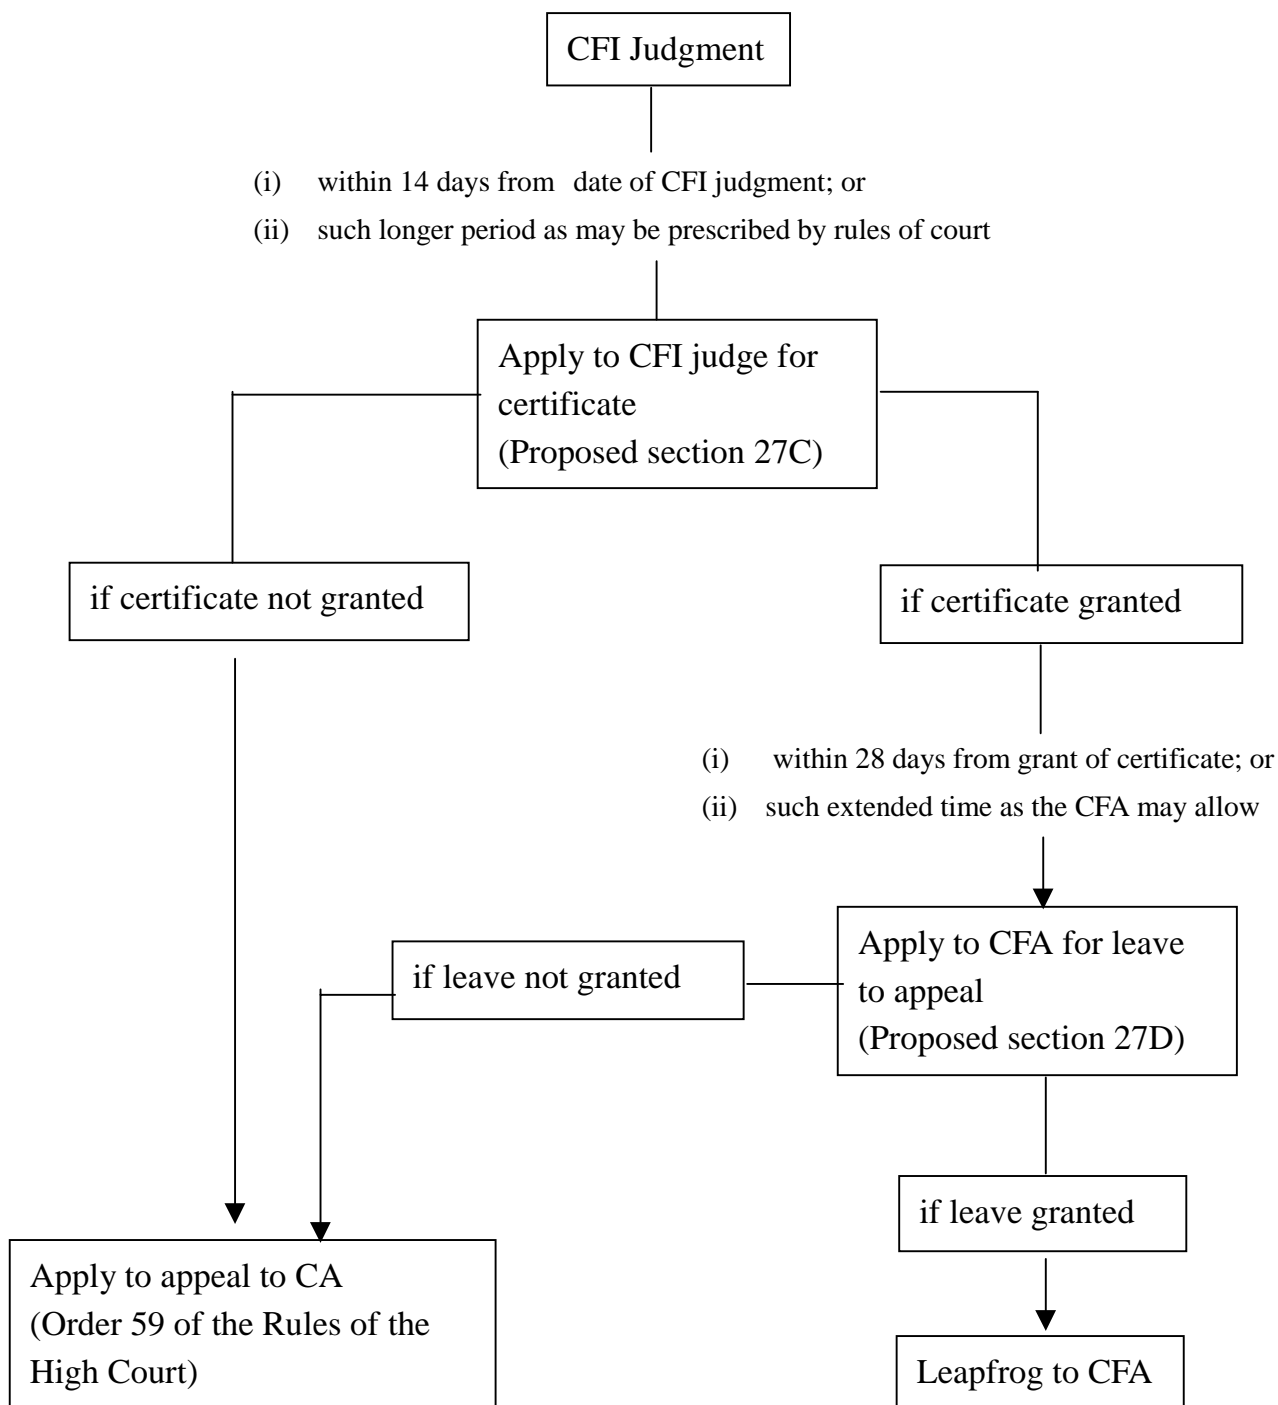 CFI Judgment
(i) within 14 days from date of CFI judgment; or
(ii) such longer period as may be prescribed by rules of court
Apply to CFI judge for
certificate
(Proposed section 27C)
if certificate not granted
if certificate granted
(i) within 28 days from grant of certificate; or
(ii) such extended time as the CFA may allow
Apply to CFA for leave
to appeal
(Proposed section 27D)
if leave not granted
if leave granted
Apply to appeal to CA
(Order 59 of the Rules of the
High Court)
Leapfrog to CFA